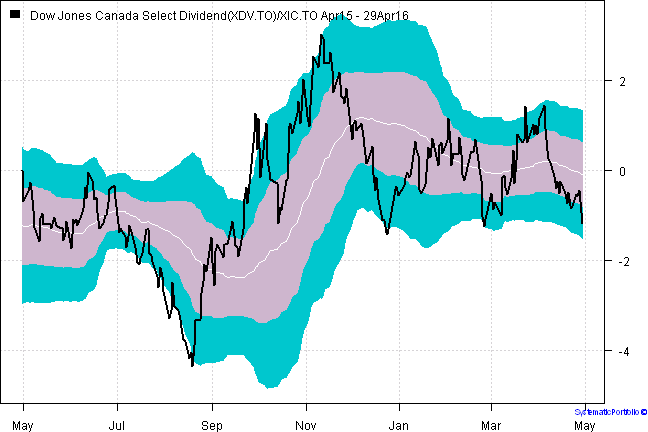 Dow Jones Canada Select Dividend(XDV.TO)/XIC.TO Apr15 - 29Apr16
2
0
-2
-4
SystematicPortfolio ©
May Jul Sep Nov Jan Mar May